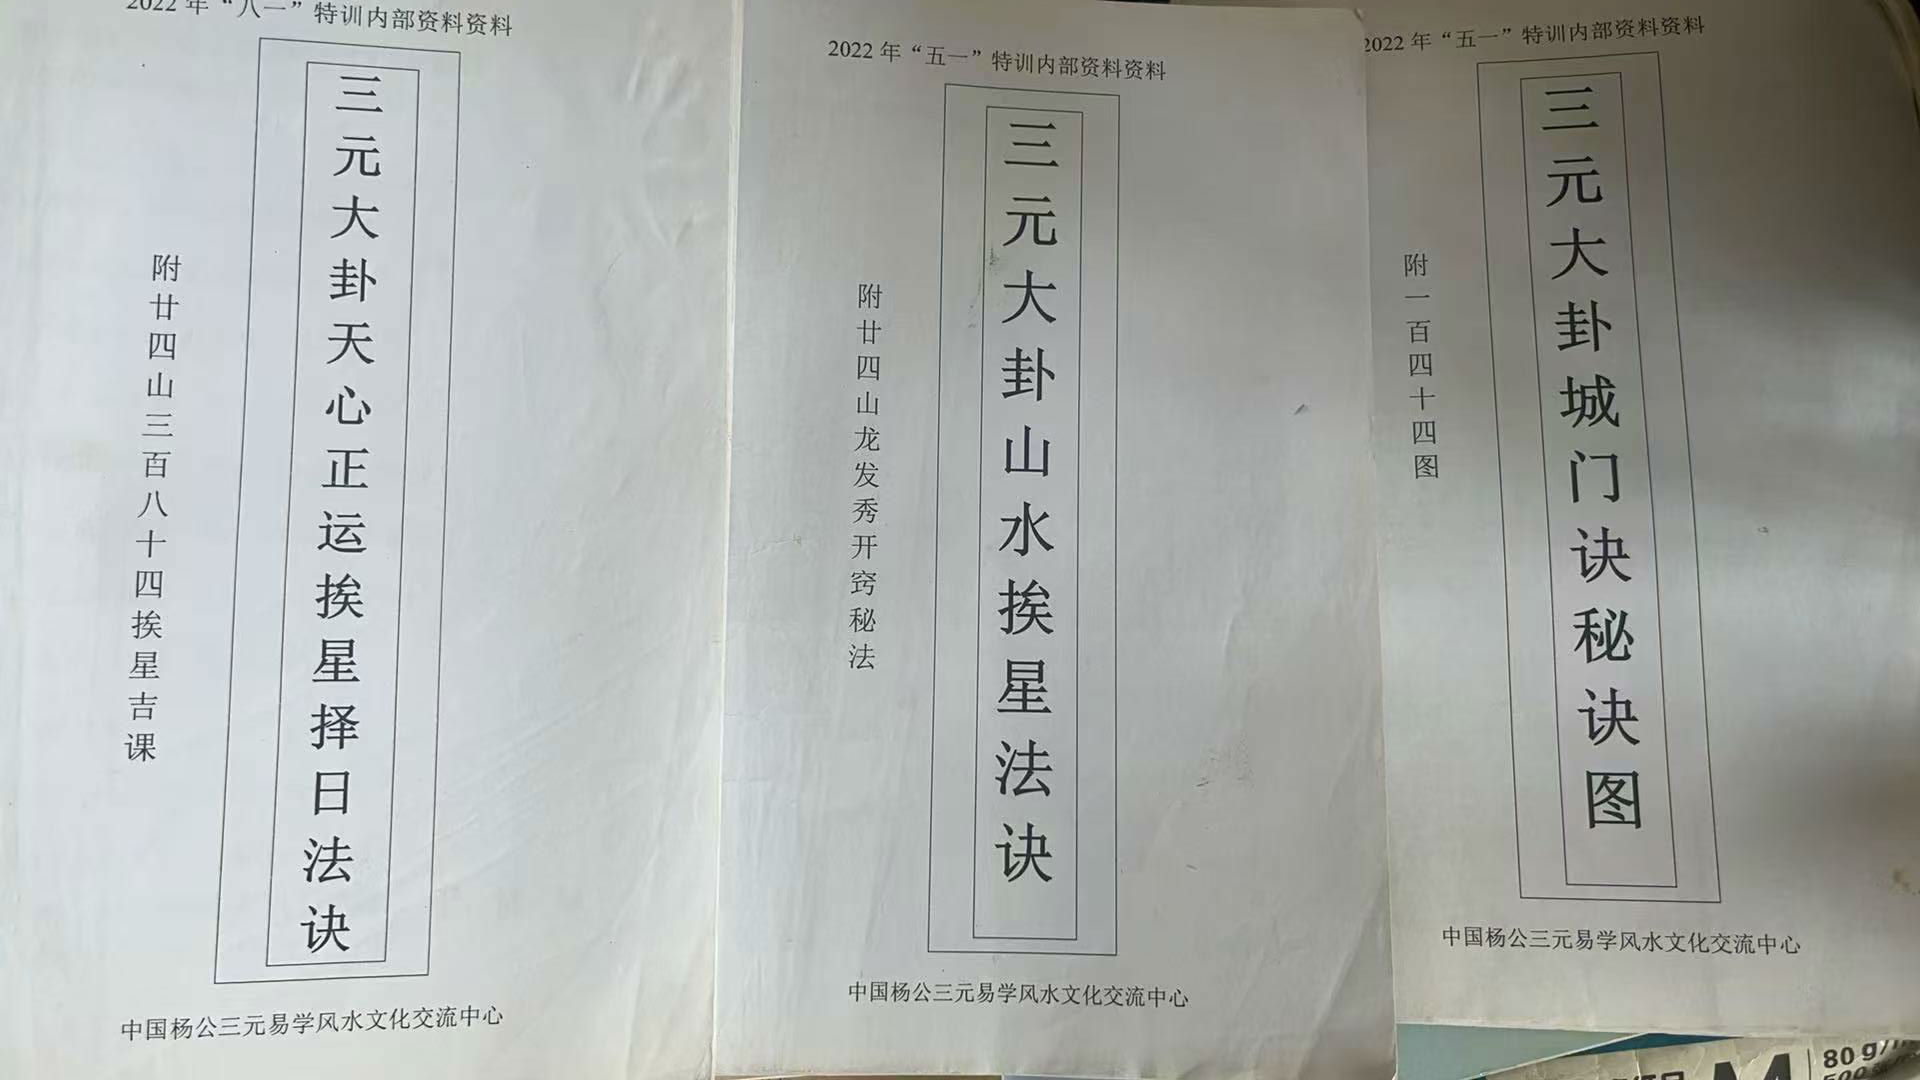 2022年“八一”特训内部资料资料
三元大卦天心正运挨星择日法诀
附廿四山三百八十四挨星吉课
中国杨公三元易学风水文化交流中心
2022年“五一”特训内部资料资料
三元大卦山水挨星法诀
附廿四山龙发秀开窍秘法
中国杨公三元易学风水文化交流中心
2022年“五一”特训内部资料资料
三元大卦城门诀秘诀图
附一百四十四图
中国杨公三元易学风水文化交流中心
80 g/